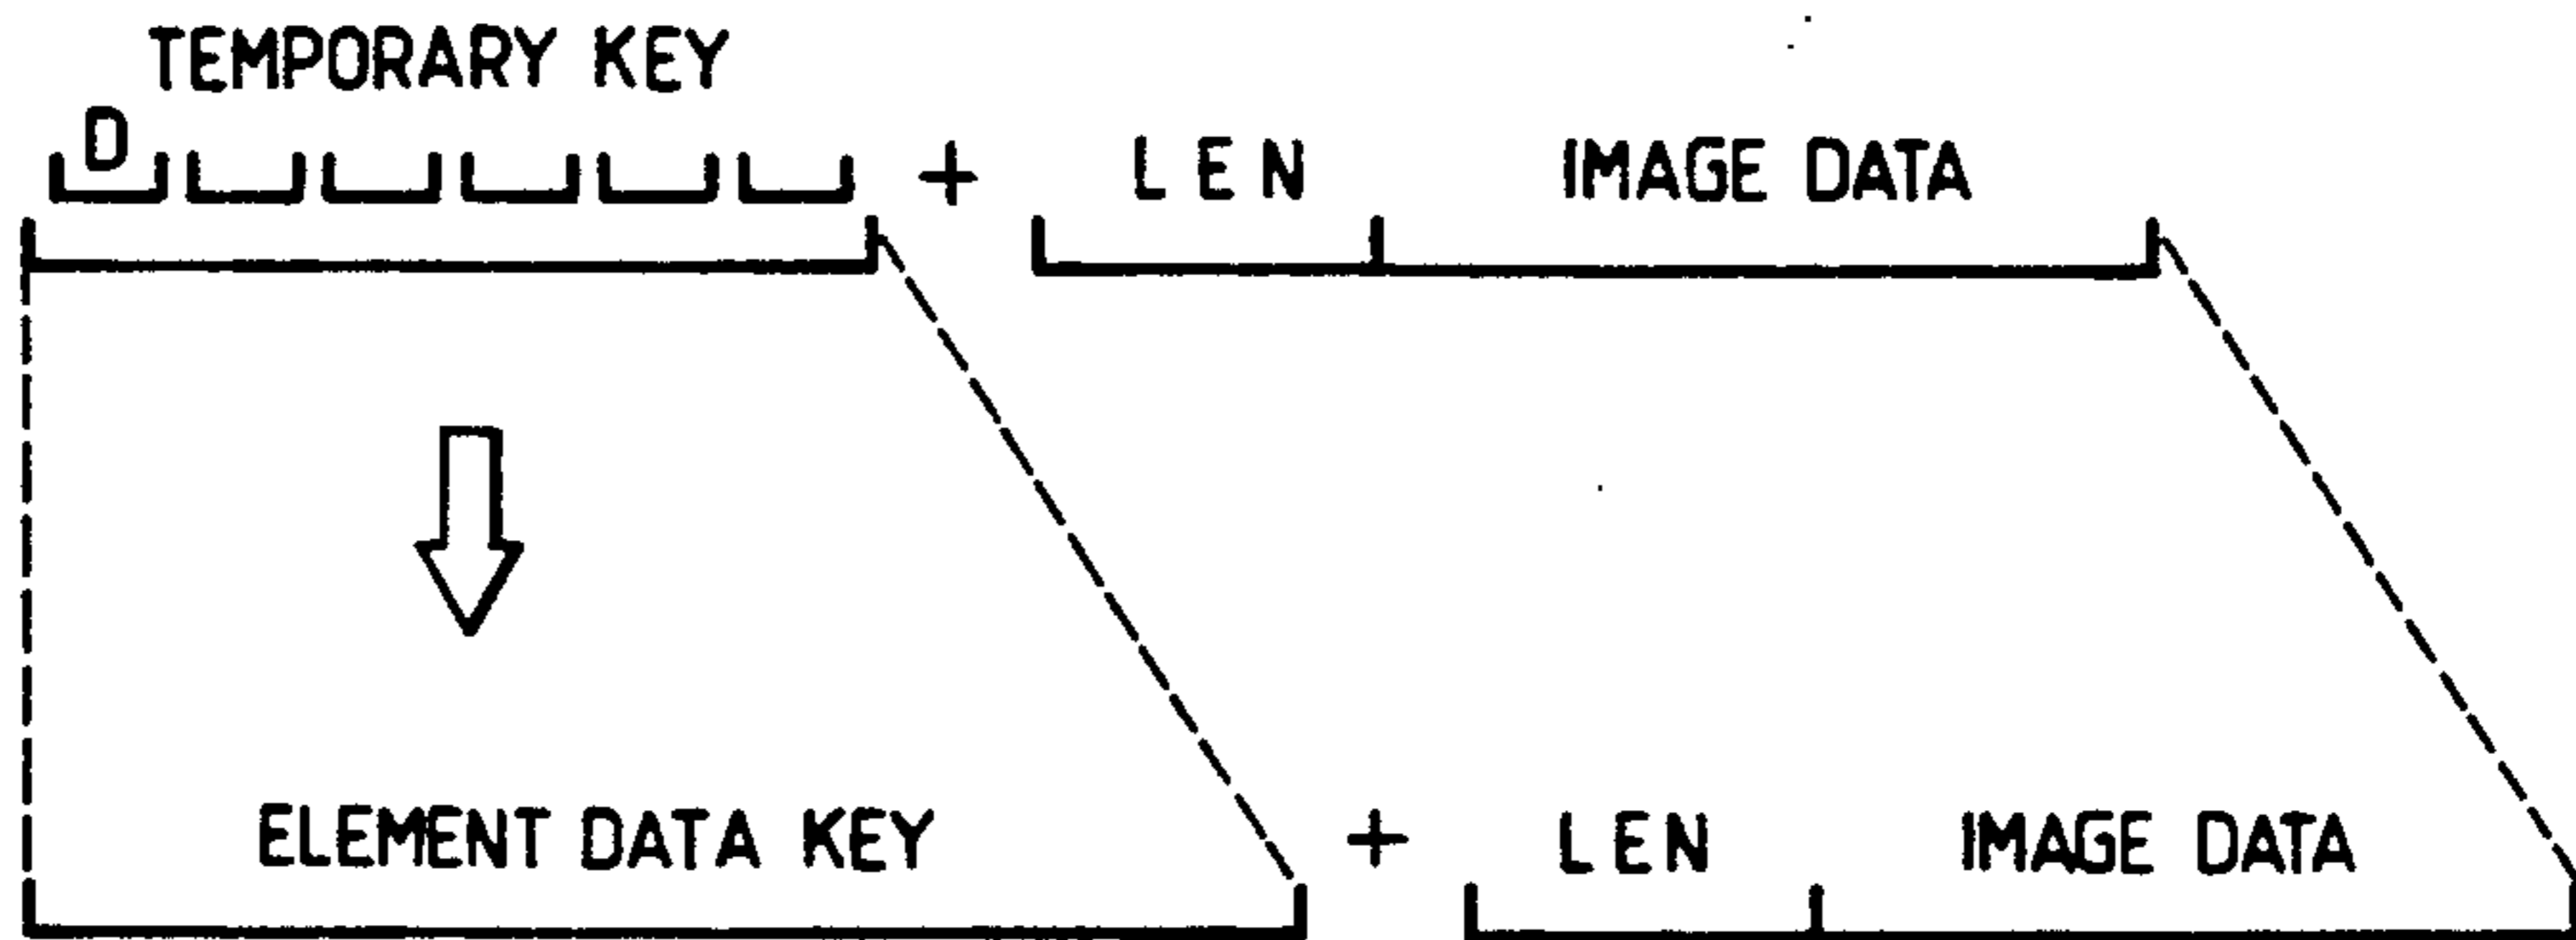 TEMPORARY KEY
D + LEN IMAGE DATA
ELEMENT DATA KEY + LEN IMAGE DATA